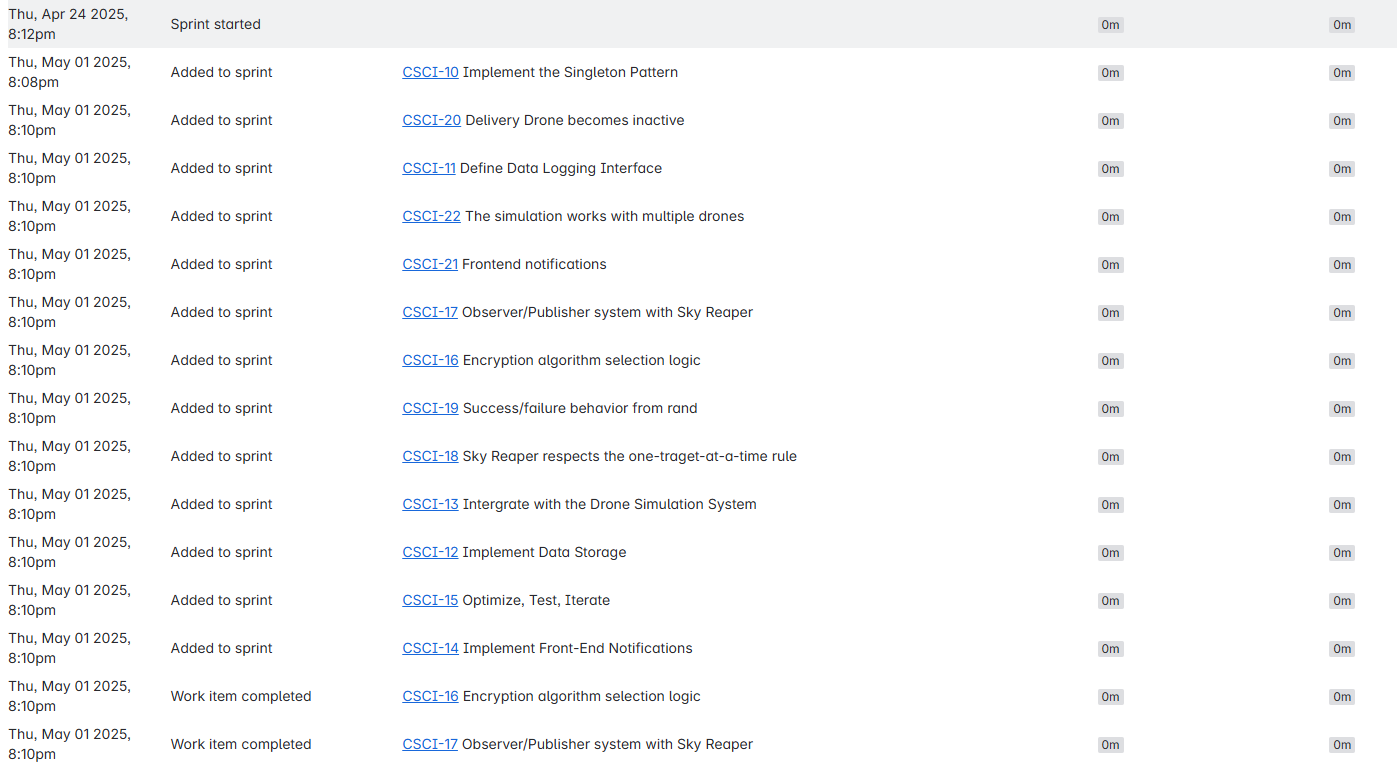 Thu, Apr 24 2025,
8:12pm
Sprint started
0m
0m
Thu, May 01 2025,
8:08pm
Added to sprint
CSCI-10 Implement the Singleton Pattern
0m
0m
Thu, May 01 2025,
8:10pm
Added to sprint
CSCI-20 Delivery Drone becomes inactive
0m
0m
Thu, May 01 2025,
8:10pm
Added to sprint
CSCI-11 Define Data Logging Interface
0m
0m
Thu, May 01 2025,
8:10pm
Added to sprint
CSCI-22 The simulation works with multiple drones
0m
0m
Thu, May 01 2025,
8:10pm
Added to sprint
CSCI-21 Frontend notifications
0m
0m
Thu, May 01 2025,
8:10pm
Added to sprint
CSCI-17 Observer/Publisher system with Sky Reaper
0m
0m
Thu, May 01 2025,
8:10pm
Added to sprint
CSCI-16 Encryption algorithm selection logic
0m
0m
Thu, May 01 2025,
8:10pm
Added to sprint
CSCI-19 Success/failure behavior from rand
0m
0m
Thu, May 01 2025,
8:10pm
Added to sprint
CSCI-18 Sky Reaper respects the one-traget-at-a-time rule
0m
0m
Thu, May 01 2025,
8:10pm
Added to sprint
CSCI-13 Intergrate with the Drone Simulation System
0m
0m
Thu, May 01 2025,
8:10pm
Added to sprint
CSCI-12 Implement Data Storage
0m
0m
Thu, May 01 2025,
8:10pm
Added to sprint
CSCI-15 Optimize, Test, Iterate
0m
0m
Thu, May 01 2025,
8:10pm
Added to sprint
CSCI-14 Implement Front-End Notifications
0m
0m
Thu, May 01 2025,
8:10pm
Work item completed
CSCI-16 Encryption algorithm selection logic
0m
0m
Thu, May 01 2025,
8:10pm
Work item completed
CSCI-17 Observer/Publisher system with Sky Reaper
0m
0m